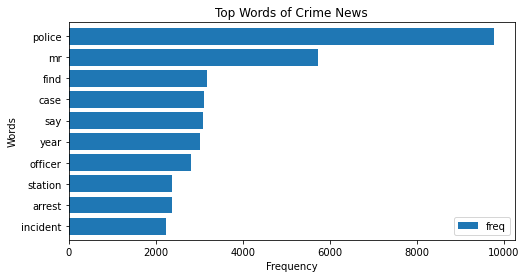 Top Words of Crime News
Words
police
mr
find
case
say
year
officer
station
arrest
incident
freq
0 2000 4000 6000 8000 10000
Frequency